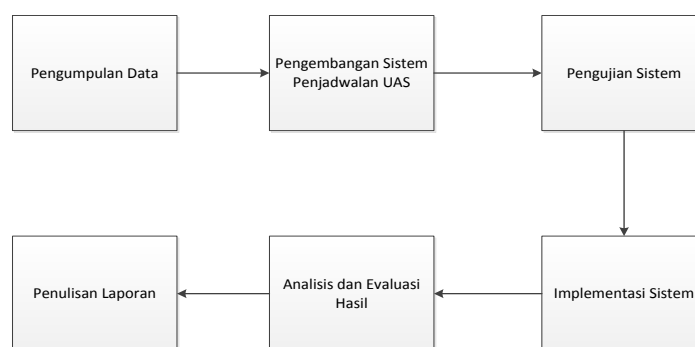 Pengumpulan Data
Pengembangan Sistem
Penjadwalan UAS
Pengujian Sistem
Implementasi Sistem
Analisis dan Evaluasi
Hasil
Penulisan Laporan